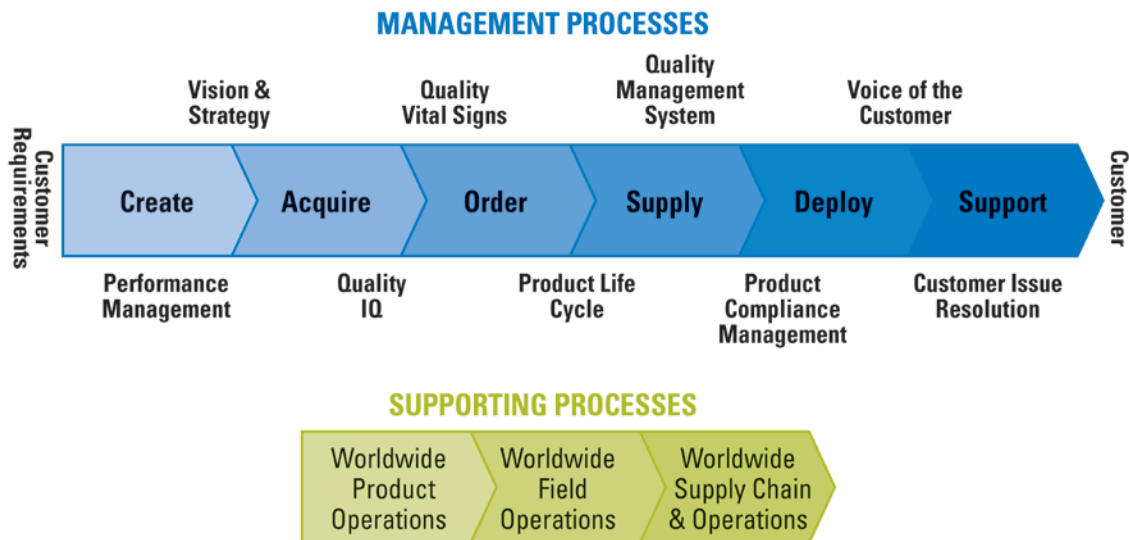 MANAGEMENT PROCESSES
Vision &
Strategy
Quality
Vital Signs
Quality
Management
System
Voice of the
Customer
Customer
Requirements
Create
Acquire
Order
Supply
Deploy
Support
Customer
Performance
Management
Quality
IQ
Product Life
Cycle
Product
Compliance
Management
Customer Issue
Resolution
SUPPORTING PROCESSES
Worldwide
Product
Operations
Worldwide
Field
Operations
Worldwide
Supply Chain
& Operations